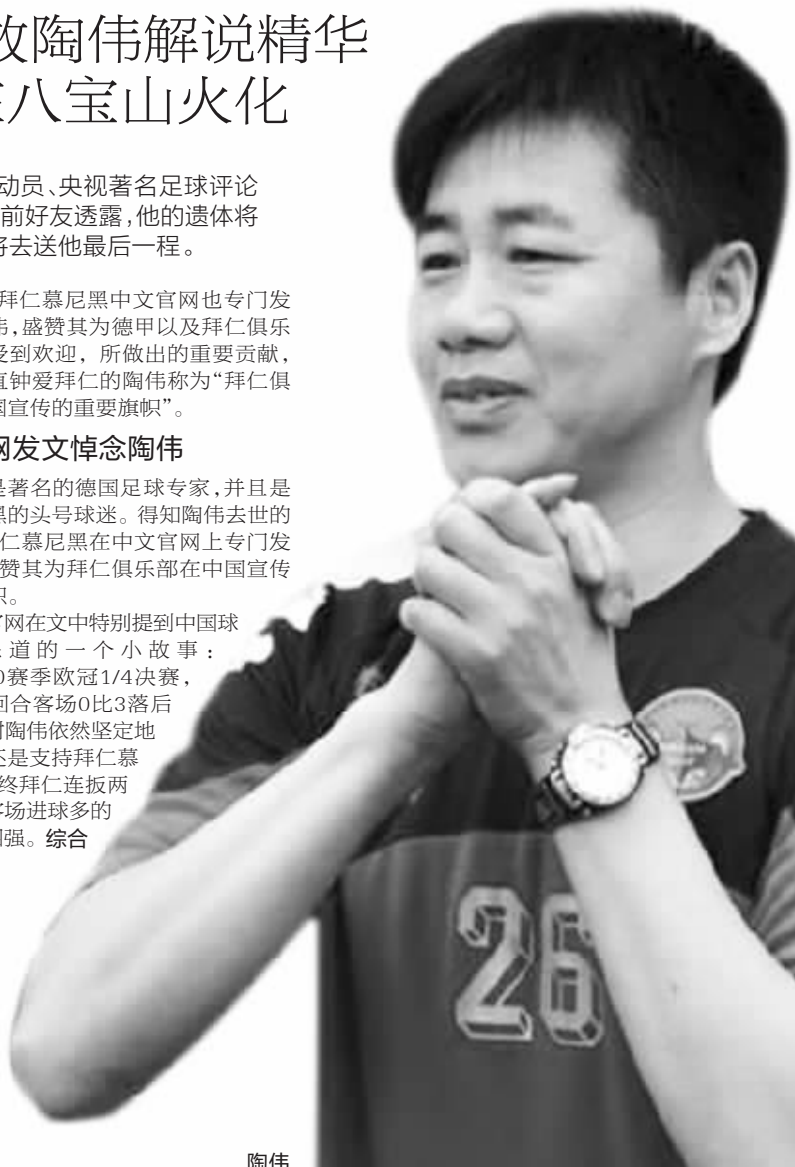 陶伟解说精华
八宝山火化
动员、央视著名足球评论
前好友透露,他的遗体将
将去送他最后一程。
拜仁慕尼黑中文官网也专门发
伟,盛赞其为德甲以及拜仁俱乐
受到欢迎，所做出的重要贡献，
直钟爱拜仁的陶伟称为“拜仁俱
国宣传的重要旗帜”。
网发文悼念陶伟
是著名的德国足球专家,并且是
黑的头号球迷。得知陶伟去世的
仁慕尼黑在中文官网上专门发
赞其为拜仁俱乐部在中国宣传
帜。
官网在文中特别提到中国球
道的一个小故事：
0赛季欧冠1/4决赛，
回合客场0比3落后
时陶伟依然坚定地
还是支持拜仁慕
终拜仁连扳两
客场进球多的
四强。综合
26
陶伟